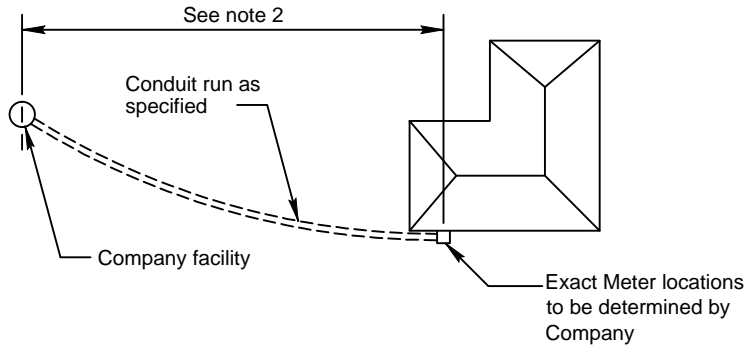 See note 2
Conduit run as
specified
Company facility
Exact Meter locations
to be determined by
Company